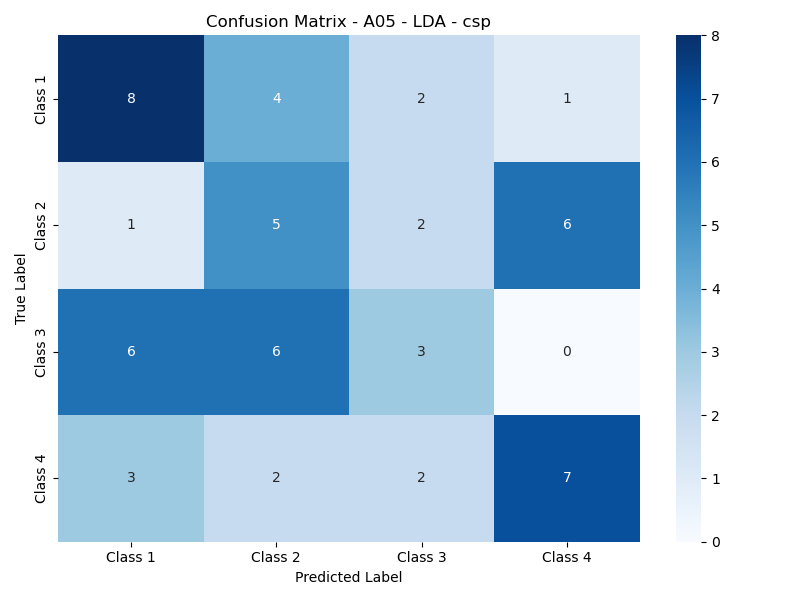 Confusion Matrix - A05 - LDA - csp
True Label
Class 1
8 4 2 1
Class 2
1 5 2 6
Class 3
6 6 3 0
Class 4
3 2 2 7
Class 1 Class 2 Class 3 Class 4
Predicted Label
8
7
6
5
4
3
2
1
0